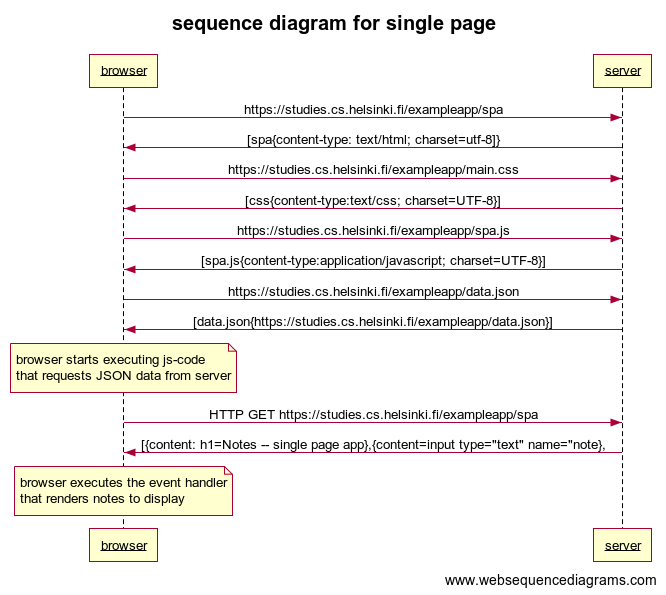 sequence diagram for single page
browser server
https://studies.cs.helsinki.fi/exampleapp/spa
[spa{content-type: text/html; charset=utf-8]}
https://studies.cs.helsinki.fi/exampleapp/main.css
[css{content-type:text/css; charset=UTF-8}]
https://studies.cs.helsinki.fi/exampleapp/spa.js
[spa.js{content-type:application/javascript; charset=UTF-8}]
https://studies.cs.helsinki.fi/exampleapp/data.json
[data.json{https://studies.cs.helsinki.fi/exampleapp/data.json}]
browser starts executing js-code
that requests JSON data from server
HTTP GET https://studies.cs.helsinki.fi/exampleapp/spa
[{content: h1=Notes -- single page app},{content=input type="text" name="note},
browser executes the event handler
that renders notes to display
browser server
www.websequencediagrams.com